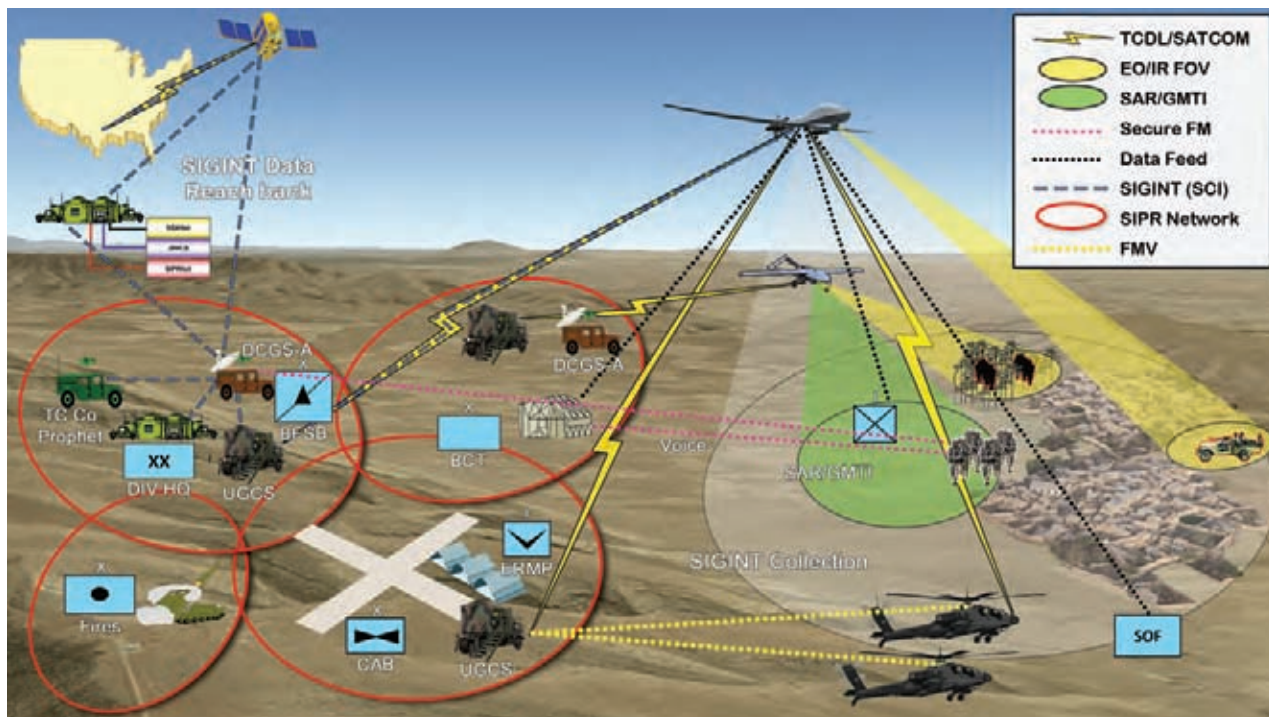 TCDL/SATCOM
EO/IR FOV
SAR/GMTI
Secure FM
Data Feed
SIGINT (SCI)
SIPR Network
FMV
SIGINT Data
Reach back
DCGS-A
DCGS-A
TC Co
Prophet
BFSB
XX
DIV HQ
UGCS
X
BCT
Voice
SAR/GMTI
SIGINT Collection
X
Fires
ERMP
X
CAB
UGCS
SOF